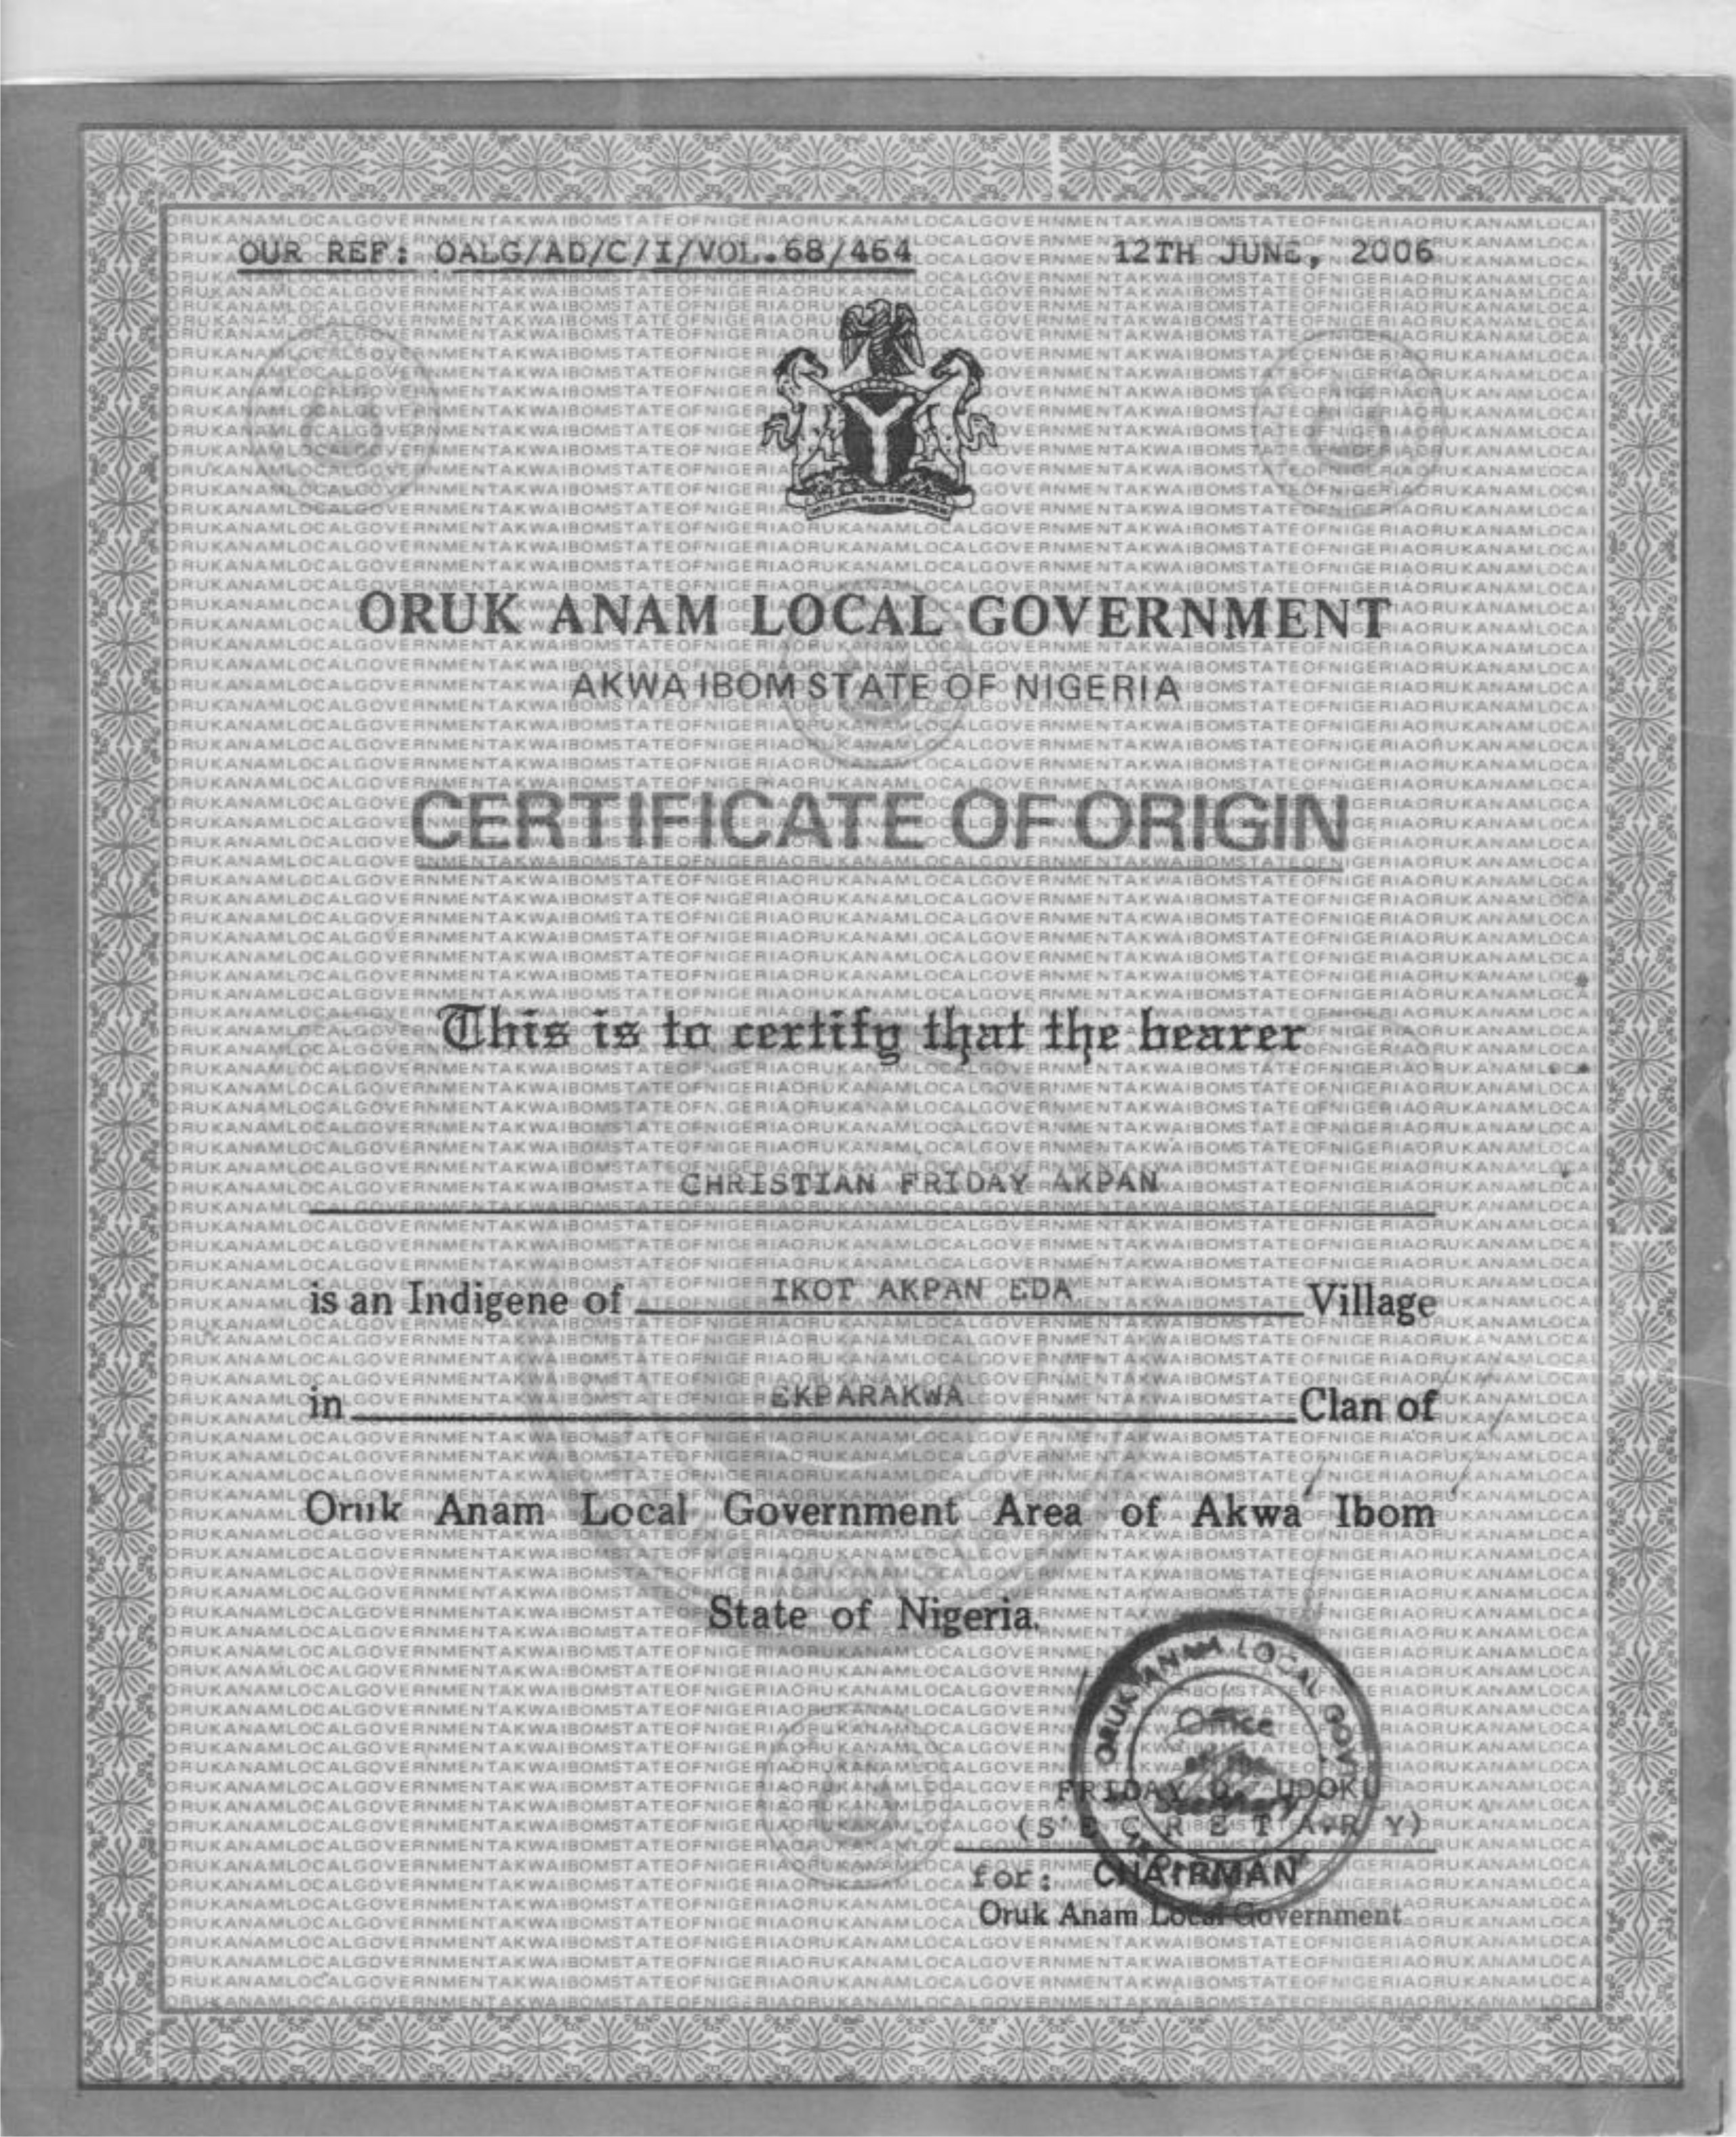 OUR REF: OALG/AD/C/I/VOL.68/464 12TH JUNE, 2006
ORUK ANAM LOCAL GOVERNMENT
AKWA IBOM STATE OF NIGERIA
CERTIFICATE OF ORIGIN
This is to certify that the bearer
CHRISTIAN FRIDAY AKPAN
is an Indigene of IKOT AKPAN EDA Village
in EKPARAKWA Clan of
Oruk Anam Local Government Area of Akwa Ibom
State of Nigeria.
ORUK ANAM LOCAL GOVT
Office
of the
Secretary
FRIDAY UDOKU
(SECRETARY)
for: CHAIRMAN
Oruk Anam Local Government